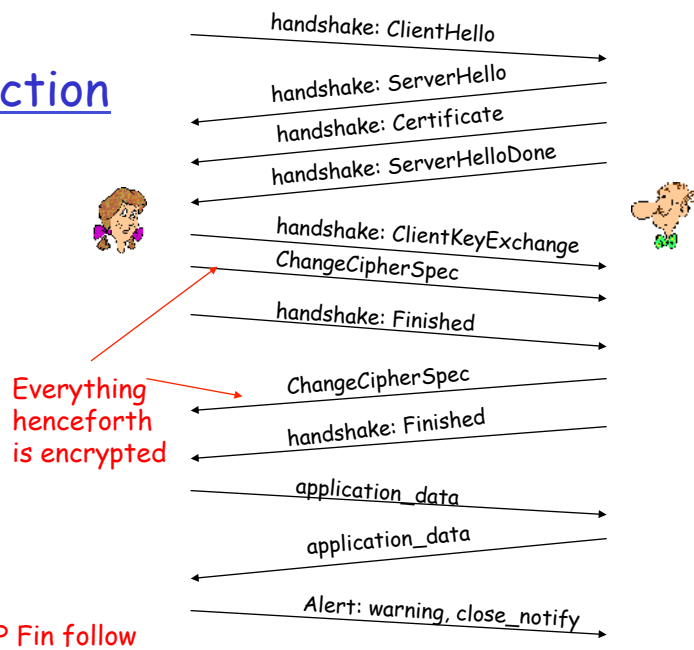 handshake: ClientHello
ction
handshake: ServerHello
handshake: Certificate
handshake: ServerHelloDone
handshake: ClientKeyExchange
ChangeCipherSpec
handshake: Finished
Everything
henceforth
is encrypted
ChangeCipherSpec
handshake: Finished
application_data
application_data
Alert: warning, close_notify
P Fin follow